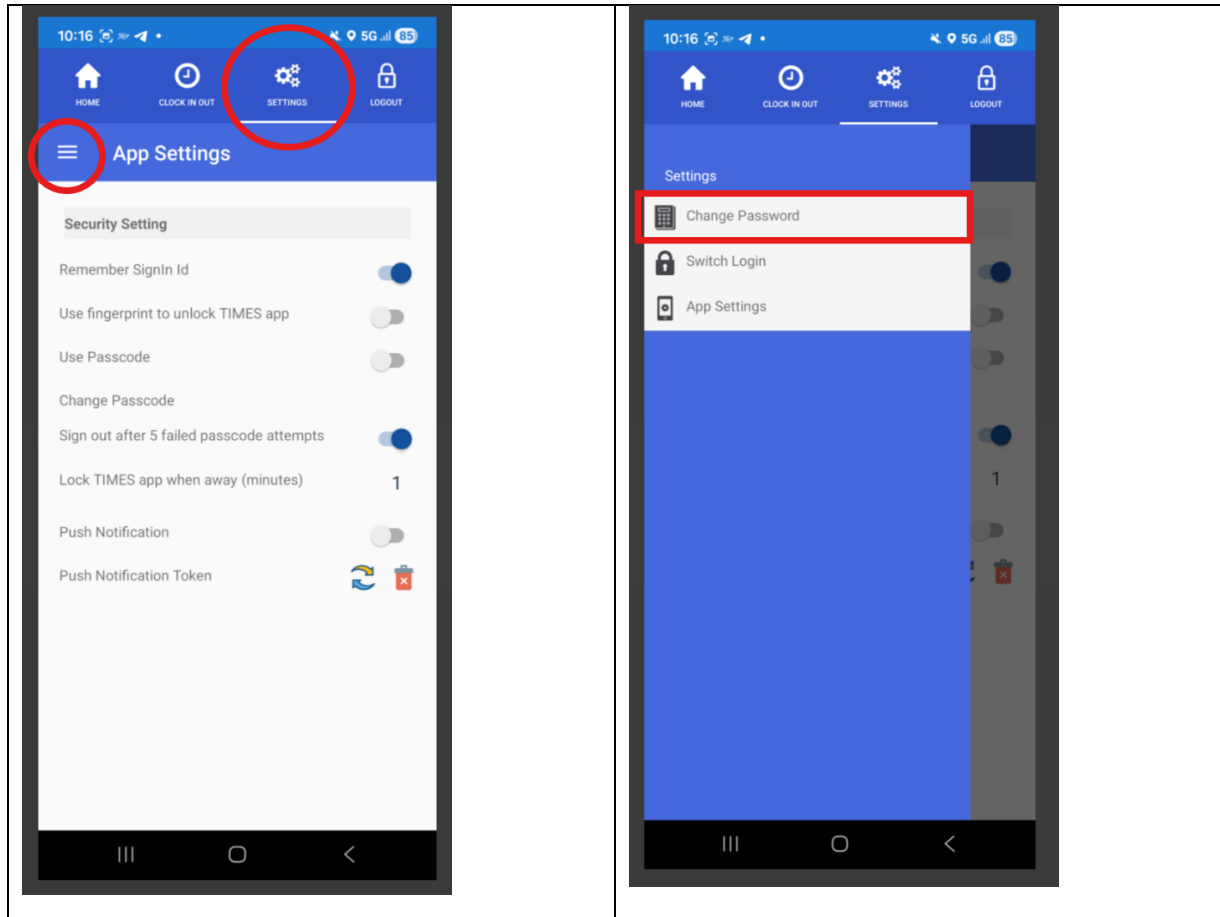 10:16 5G 85
HOME CLOCK IN OUT SETTINGS LOGOUT
App Settings
Security Setting
Remember SignIn Id
Use fingerprint to unlock TIMES app
Use Passcode
Change Passcode
Sign out after 5 failed passcode attempts
Lock TIMES app when away (minutes) 1
Push Notification
Push Notification Token
10:16 5G 85
HOME CLOCK IN OUT SETTINGS LOGOUT
Settings
Change Password
Switch Login
App Settings
1